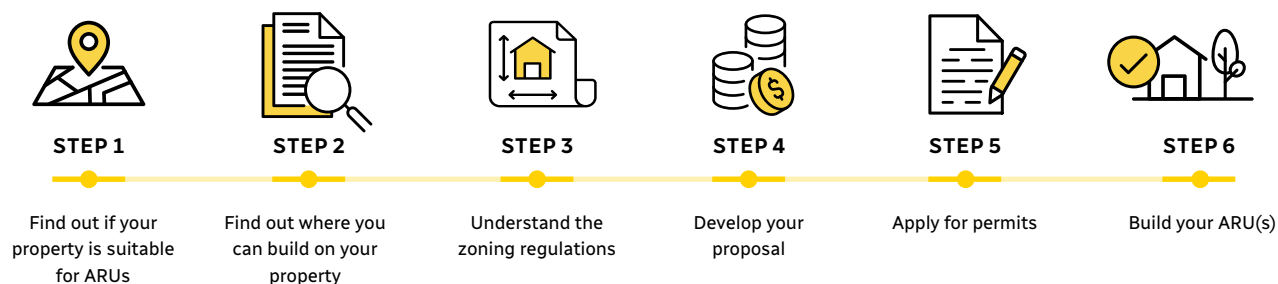 $
STEP 1
Find out if your
property is suitable
for ARUs
STEP 2
Find out where you
can build on your
property
STEP 3
Understand the
zoning regulations
STEP 4
Develop your
proposal
STEP 5
Apply for permits
STEP 6
Build your ARU(s)